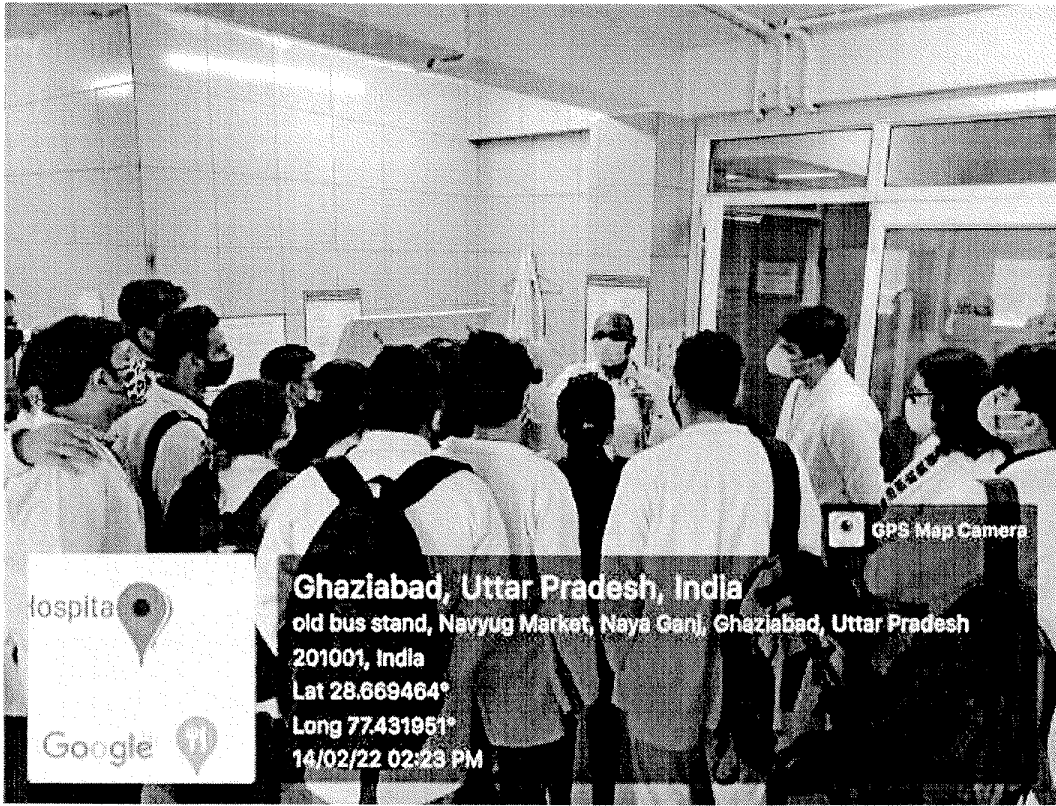 GPS Map Camera
Ghaziabad, Uttar Pradesh, India
old bus stand, Navyug Market, Naya Ganj, Ghaziabad, Uttar Pradesh
201001, India
Lat 28.669464°
Long 77.431951°
14/02/22 02:23 PM
Hospita
Google